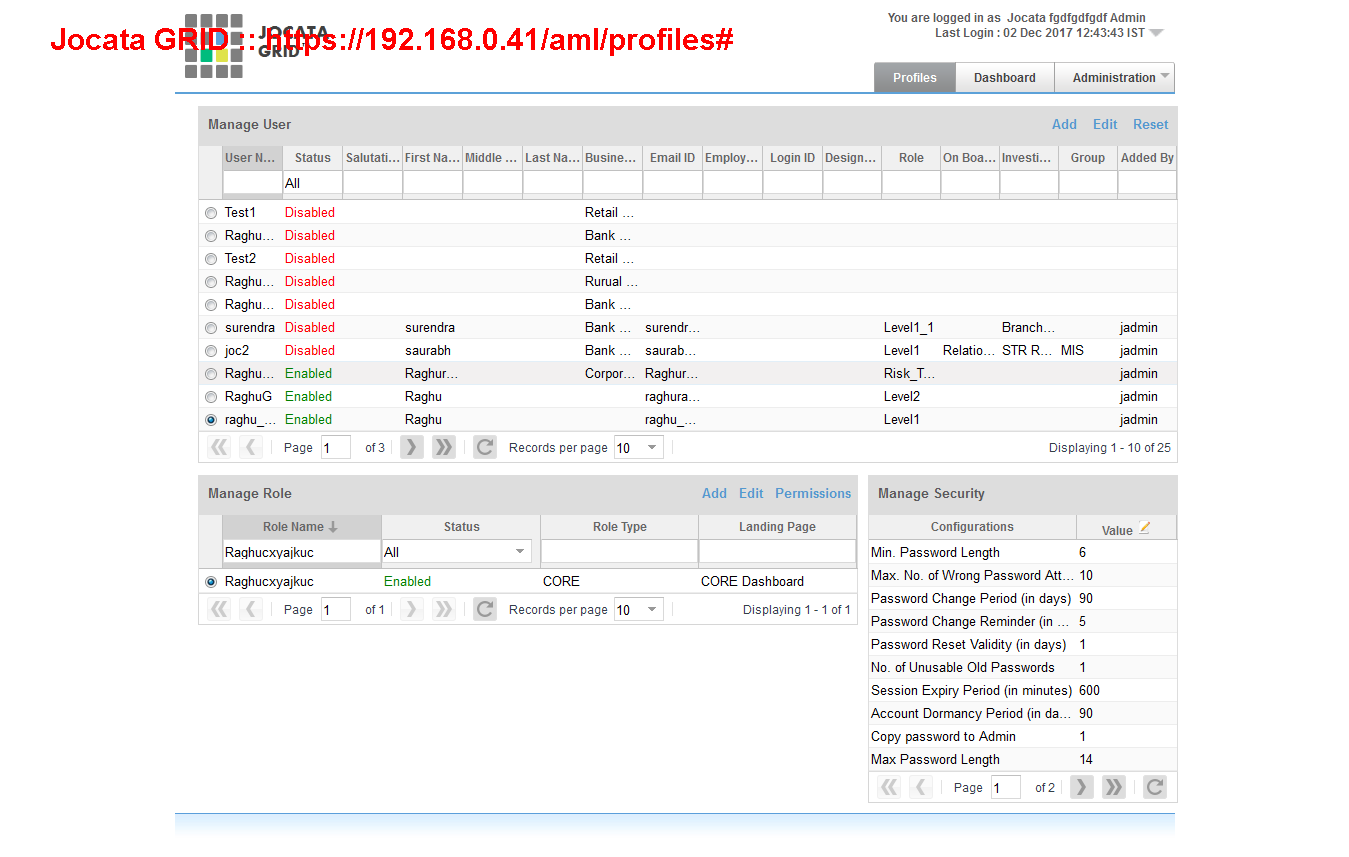 You are logged in as Jocata fgdfgdfgdf Admin
Last Login : 02 Dec 2017 12:43:43 IST
Jocata GRID :: https://192.168.0.41/aml/profiles#
JOCATA
GRID
Profiles Dashboard Administration
Manage User Add Edit Reset
User N... Status Salutati... First Na... Middle ... Last Na... Busine... Email ID Employ... Login ID Design... Role On Boa... Investi... Group Added By
All
Test1 Disabled Retail ...
Raghu... Disabled Bank ...
Test2 Disabled Retail ...
Raghu... Disabled Rurual ...
Raghu... Disabled Bank ...
surendra Disabled surendra Bank ... surendr... Level1_1 Branch... jadmin
joc2 Disabled saurabh Bank ... saurab... Level1 Relatio... STR R... MIS jadmin
Raghu... Enabled Raghur... Corpor... Raghur... Risk_T... jadmin
RaghuG Enabled Raghu raghura... Level2 jadmin
raghu_... Enabled Raghu raghu_... Level1 jadmin
Page 1 of 3 Records per page 10 Displaying 1 - 10 of 25
Manage Role Add Edit Permissions
Role Name Status Role Type Landing Page
Raghucxyajkuc All
Raghucxyajkuc Enabled CORE CORE Dashboard
Page 1 of 1 Records per page 10 Displaying 1 - 1 of 1
Manage Security
Configurations Value
Min. Password Length 6
Max. No. of Wrong Password Att... 10
Password Change Period (in days) 90
Password Change Reminder (in ... 5
Password Reset Validity (in days) 1
No. of Unusable Old Passwords 1
Session Expiry Period (in minutes) 600
Account Dormancy Period (in da... 90
Copy password to Admin 1
Max Password Length 14
Page 1 of 2